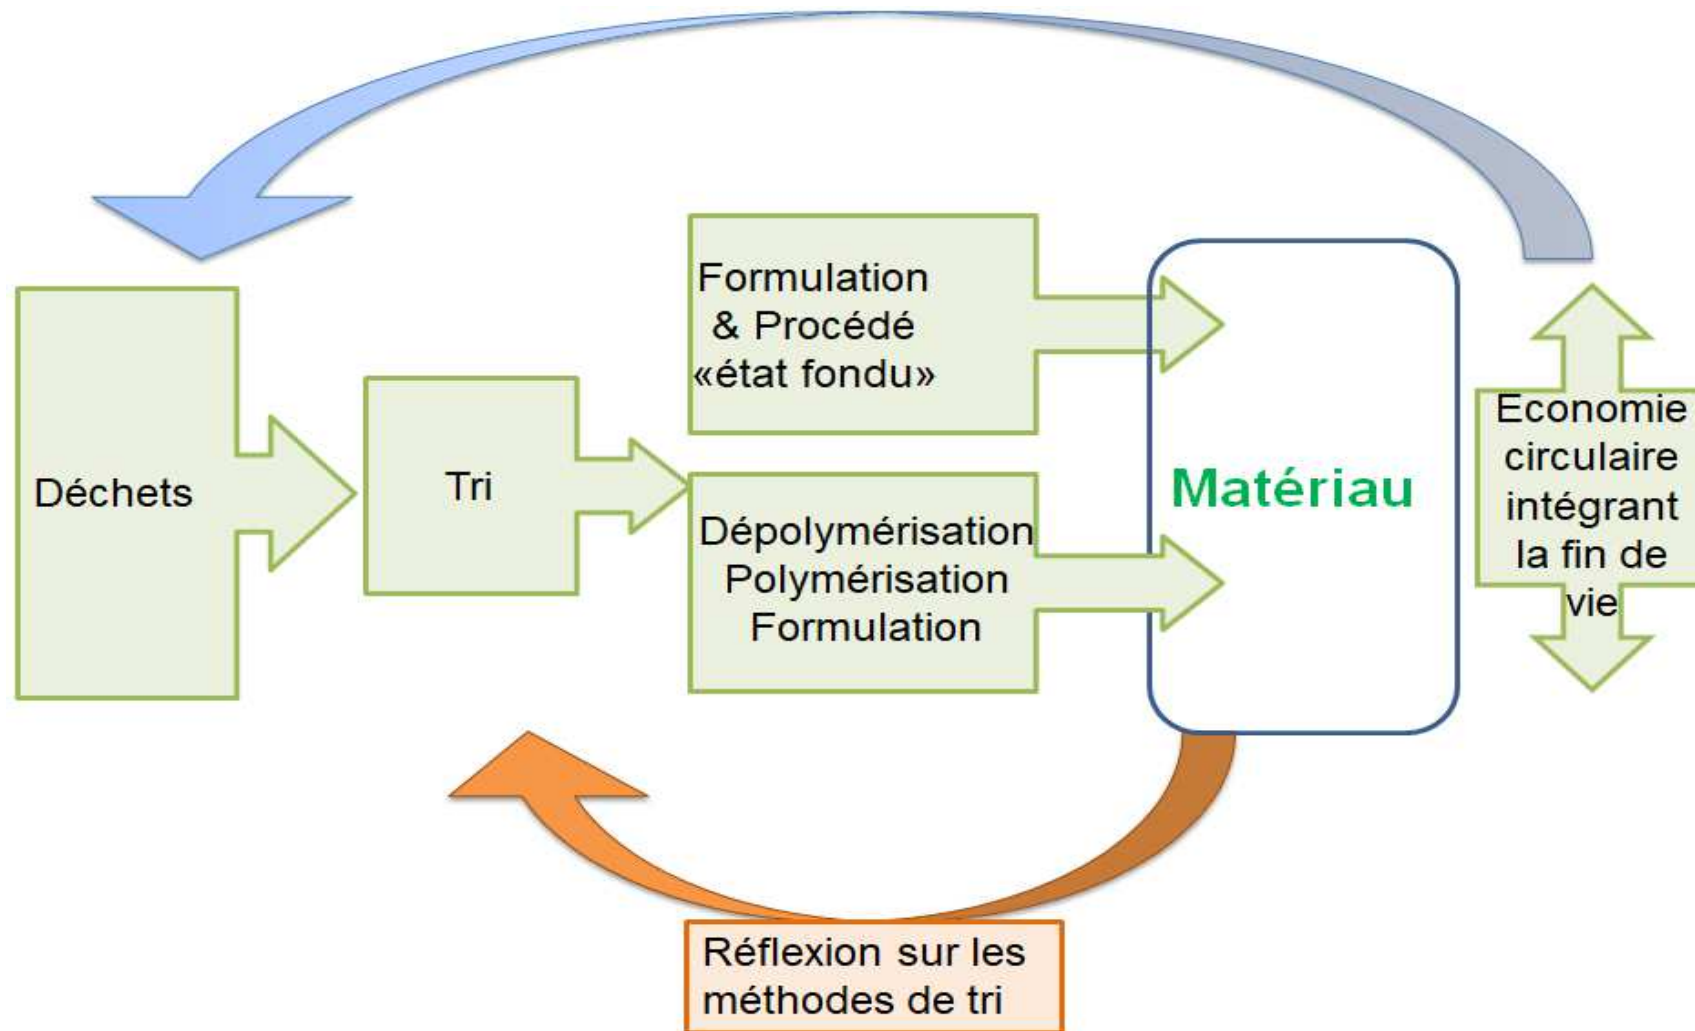 Déchets
Tri
Formulation
& Procédé
«état fondu»
Dépolymérisation
Polymérisation
Formulation
Matériau
Economie
circulaire
intégrant
la fin de
vie
Réflexion sur les
méthodes de tri